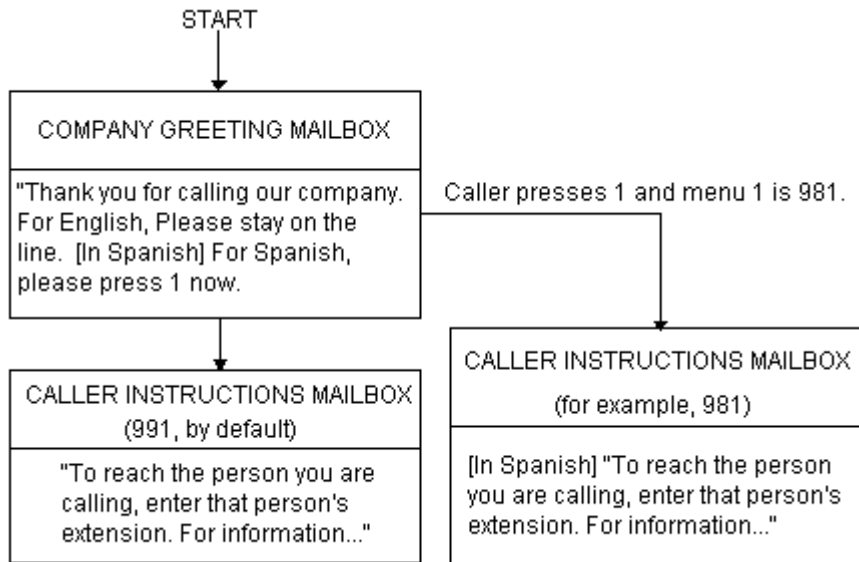 START
COMPANY GREETING MAILBOX
"Thank you for calling our company.
For English, Please stay on the
line. [In Spanish] For Spanish,
please press 1 now.
Caller presses 1 and menu 1 is 981.
CALLER INSTRUCTIONS MAILBOX
(991, by default)
"To reach the person you are
calling, enter that person's
extension. For information..."
CALLER INSTRUCTIONS MAILBOX
(for example, 981)
[In Spanish] "To reach the person
you are calling, enter that person's
extension. For information..."